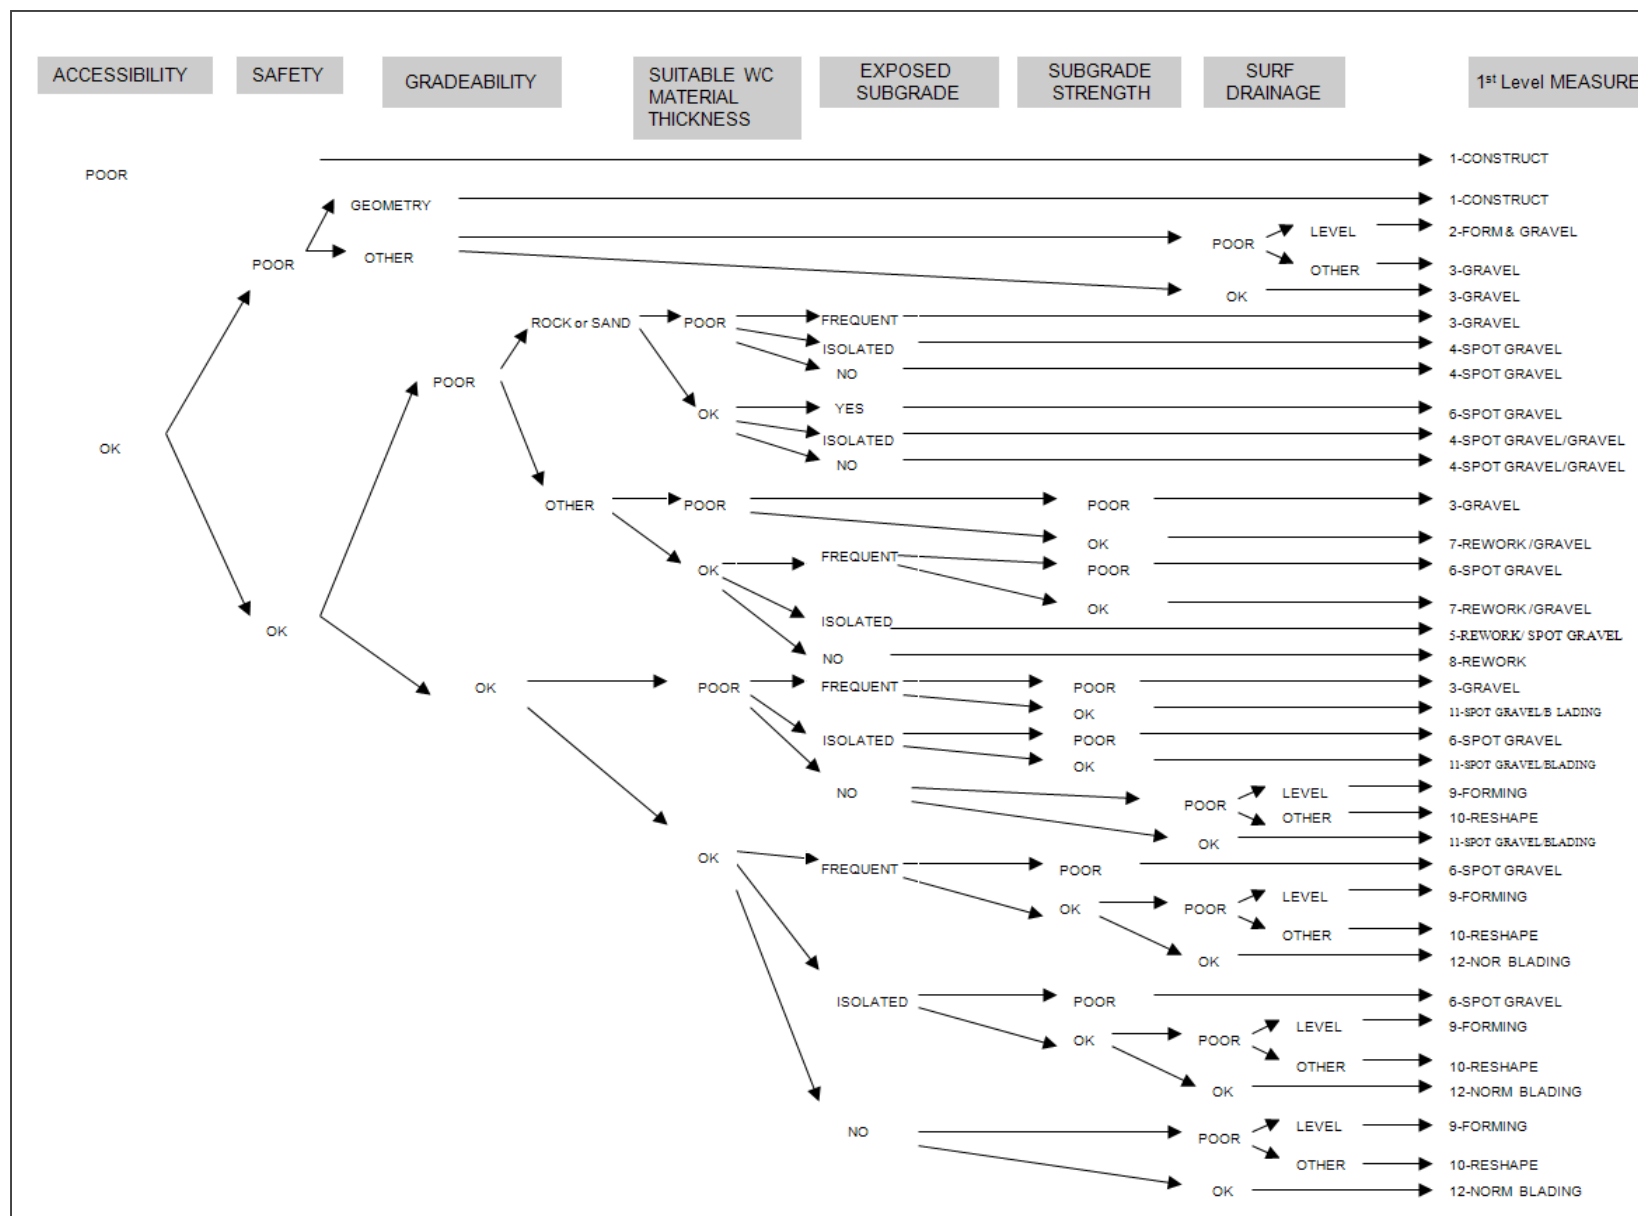 ACCESSIBILITY
SAFETY
GRADEABILITY
SUITABLE WC
MATERIAL
THICKNESS
EXPOSED
SUBGRADE
SUBGRADE
STRENGTH
SURF
DRAINAGE
1st Level MEASURE
POOR
1-CONSTRUCT
GEOMETRY
1-CONSTRUCT
POOR
OTHER
POOR
LEVEL
2-FORM & GRAVEL
OTHER
3-GRAVEL
OK
3-GRAVEL
ROCK or SAND
POOR
FREQUENT
3-GRAVEL
ISOLATED
4-SPOT GRAVEL
POOR
NO
4-SPOT GRAVEL
OK
YES
6-SPOT GRAVEL
OK
ISOLATED
4-SPOT GRAVEL/GRAVEL
NO
4-SPOT GRAVEL/GRAVEL
OTHER
POOR
POOR
3-GRAVEL
OK
7-REWORK/GRAVEL
OK
FREQUENT
POOR
6-SPOT GRAVEL
OK
7-REWORK/GRAVEL
OK
ISOLATED
5-REWORK/ SPOT GRAVEL
NO
8-REWORK
OK
POOR
FREQUENT
POOR
3-GRAVEL
OK
11-SPOT GRAVEL/B LADING
ISOLATED
POOR
6-SPOT GRAVEL
OK
11-SPOT GRAVEL/BLADING
NO
POOR
LEVEL
9-FORMING
OTHER
10-RESHAPE
OK
11-SPOT GRAVEL/BLADING
OK
FREQUENT
POOR
6-SPOT GRAVEL
OK
POOR
LEVEL
9-FORMING
OTHER
10-RESHAPE
OK
12-NOR BLADING
ISOLATED
POOR
6-SPOT GRAVEL
OK
POOR
LEVEL
9-FORMING
OTHER
10-RESHAPE
OK
12-NORM BLADING
NO
POOR
LEVEL
9-FORMING
OTHER
10-RESHAPE
OK
12-NORM BLADING